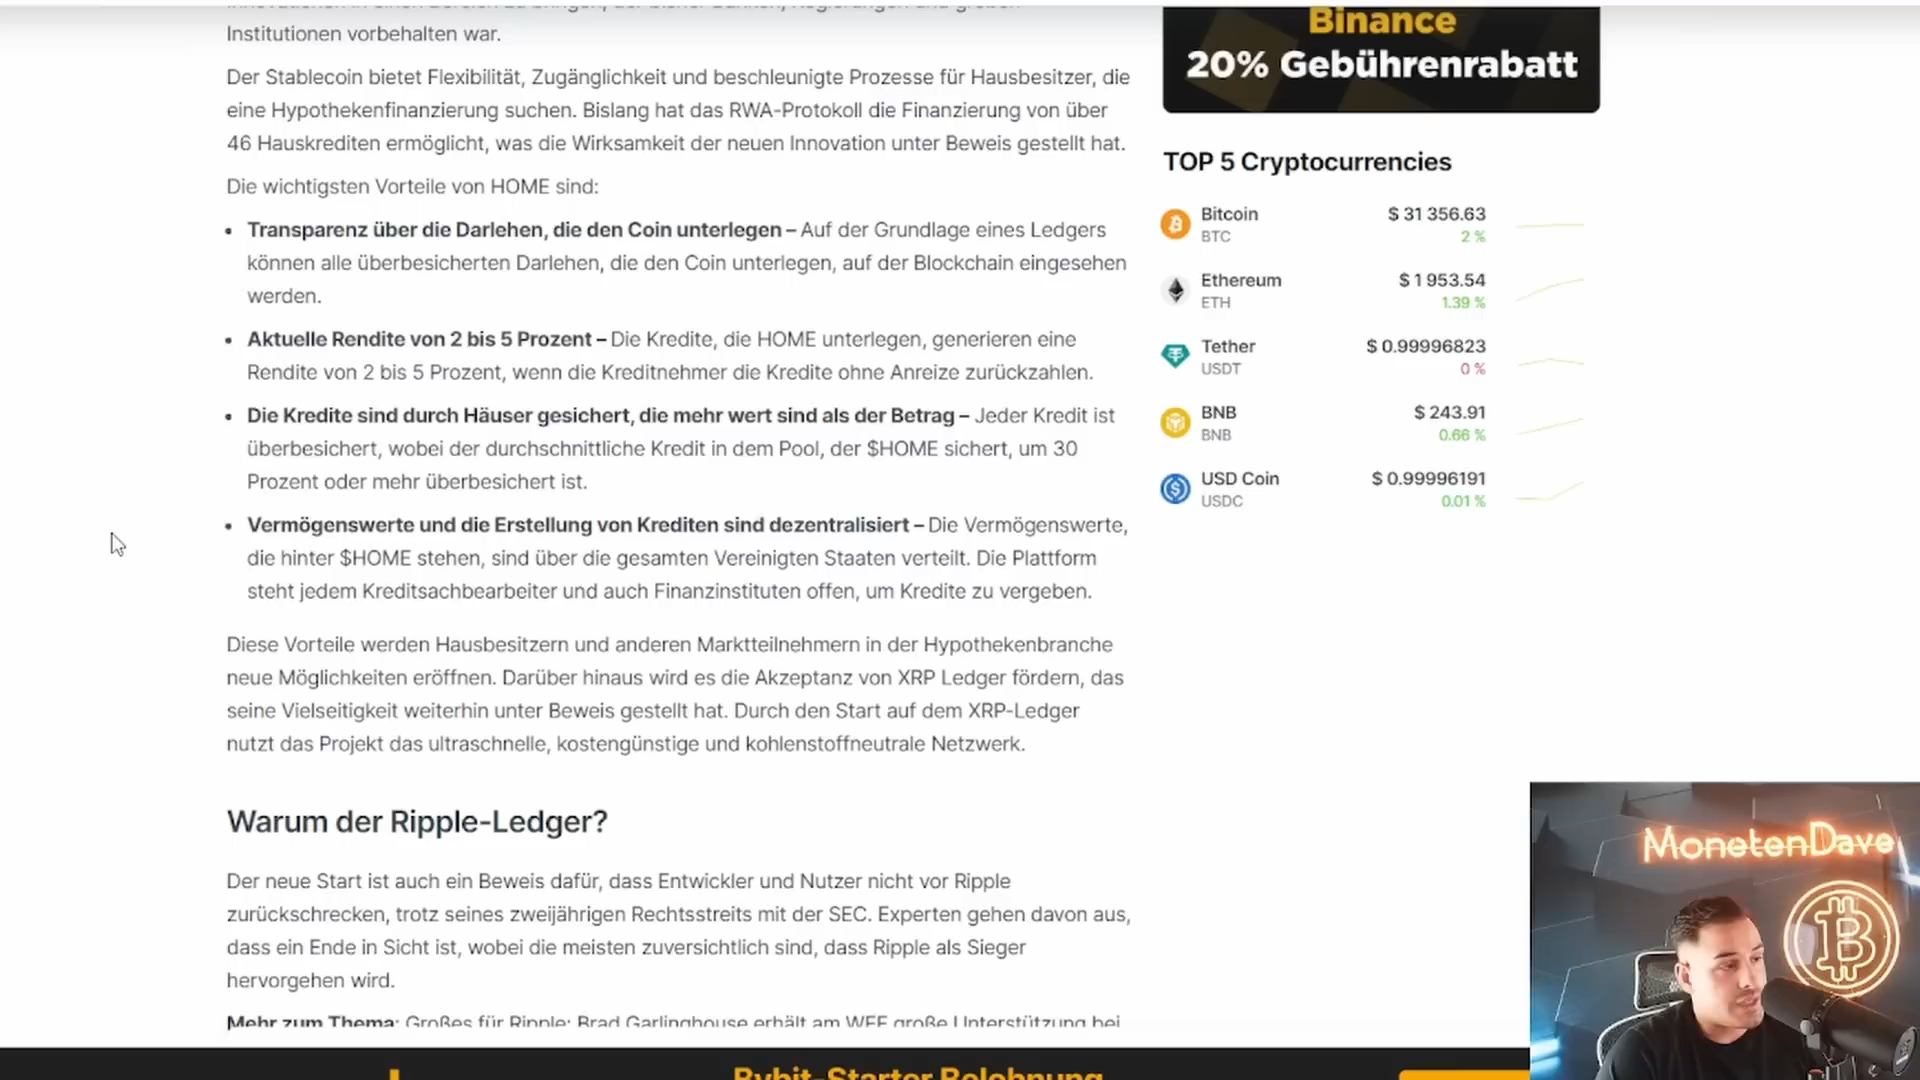 Institutionen vorbehalten war.
Der Stablecoin bietet Flexibilität, Zugänglichkeit und beschleunigte Prozesse für Hausbesitzer, die
eine Hypothekenfinanzierung suchen. Bislang hat das RWA-Protokoll die Finanzierung von über
46 Hauskrediten ermöglicht, was die Wirksamkeit der neuen Innovation unter Beweis gestellt hat.
Die wichtigsten Vorteile von HOME sind:
• Transparenz über die Darlehen, die den Coin unterlegen – Auf der Grundlage eines Ledgers
können alle überbesicherten Darlehen, die den Coin unterlegen, auf der Blockchain eingesehen
werden.
• Aktuelle Rendite von 2 bis 5 Prozent – Die Kredite, die HOME unterlegen, generieren eine
Rendite von 2 bis 5 Prozent, wenn die Kreditnehmer die Kredite ohne Anreize zurückzahlen.
• Die Kredite sind durch Häuser gesichert, die mehr wert sind als der Betrag – Jeder Kredit ist
überbesichert, wobei der durchschnittliche Kredit in dem Pool, der $HOME sichert, um 30
Prozent oder mehr überbesichert ist.
• Vermögenswerte und die Erstellung von Krediten sind dezentralisiert – Die Vermögenswerte,
die hinter $HOME stehen, sind über die gesamten Vereinigten Staaten verteilt. Die Plattform
steht jedem Kreditsachbearbeiter und auch Finanzinstituten offen, um Kredite zu vergeben.
Diese Vorteile werden Hausbesitzern und anderen Marktteilnehmern in der Hypothekenbranche
neue Möglichkeiten eröffnen. Darüber hinaus wird es die Akzeptanz von XRP Ledger fördern, das
seine Vielseitigkeit weiterhin unter Beweis gestellt hat. Durch den Start auf dem XRP-Ledger
nutzt das Projekt das ultraschnelle, kostengünstige und kohlenstoffneutrale Netzwerk.
Warum der Ripple-Ledger?
Der neue Start ist auch ein Beweis dafür, dass Entwickler und Nutzer nicht vor Ripple
zurückschrecken, trotz seines zweijährigen Rechtsstreits mit der SEC. Experten gehen davon aus,
dass ein Ende in Sicht ist, wobei die meisten zuversichtlich sind, dass Ripple als Sieger
hervorgehen wird.
Mehr zum Thema: Großes für Ripple: Brad Garlinghouse erhält am WEF große Unterstützung bei
Binance
20% Gebührenrabatt
TOP 5 Cryptocurrencies
Bitcoin $ 31 356.63
BTC 2 %
Ethereum $ 1 953.54
ETH 1.39 %
Tether $ 0.99996823
USDT 0 %
BNB $ 243.91
BNB 0.66 %
USD Coin $ 0.99996191
USDC 0.01 %
MonetenDave
Bybit-Starter Belohnung